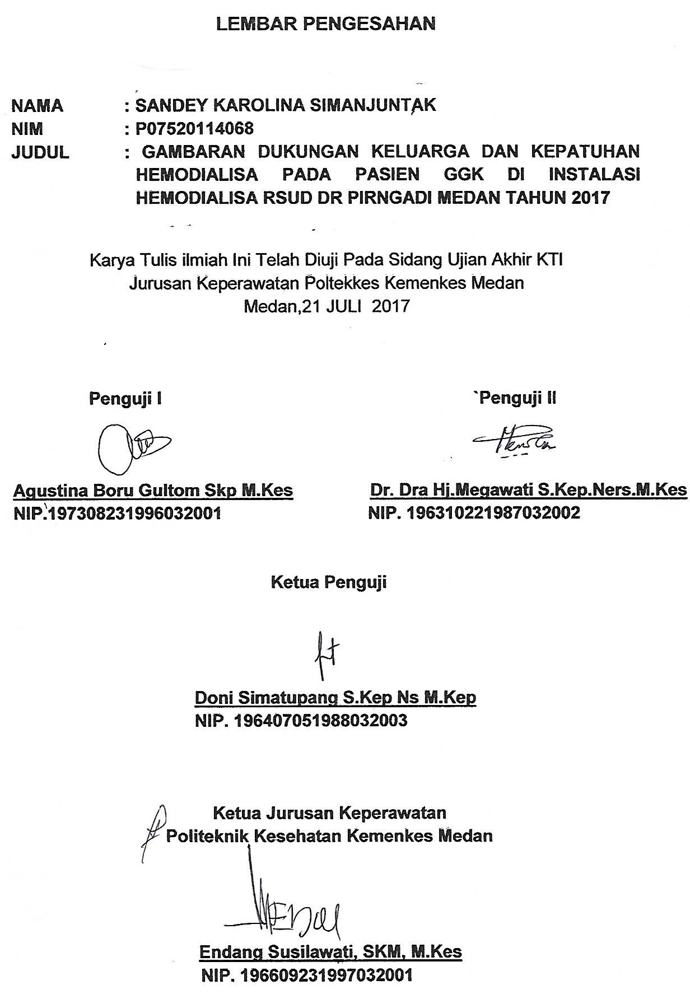 LEMBAR PENGESAHAN
NAMA : SANDEY KAROLINA SIMANJUNTAK
NIM : P07520114068
JUDUL : GAMBARAN DUKUNGAN KELUARGA DAN KEPATUHAN
HEMODIALISA PADA PASIEN GGK DI INSTALASI
HEMODIALISA RSUD DR PIRNGADI MEDAN TAHUN 2017
Karya Tulis ilmiah Ini Telah Diuji Pada Sidang Ujian Akhir KTI
Jurusan Keperawatan Poltekkes Kemenkes Medan
Medan,21 JULI 2017
Penguji I
Agustina Boru Gultom Skp M.Kes
NIP.197308231996032001
Penguji II
Dr. Dra Hj.Megawati S.Kep.Ners.M.Kes
NIP. 196310221987032002
Ketua Penguji
Doni Simatupang S.Kep Ns M.Kep
NIP. 196407051988032003
Ketua Jurusan Keperawatan
Politeknik Kesehatan Kemenkes Medan
Endang Susilawati, SKM, M.Kes
NIP. 196609231997032001